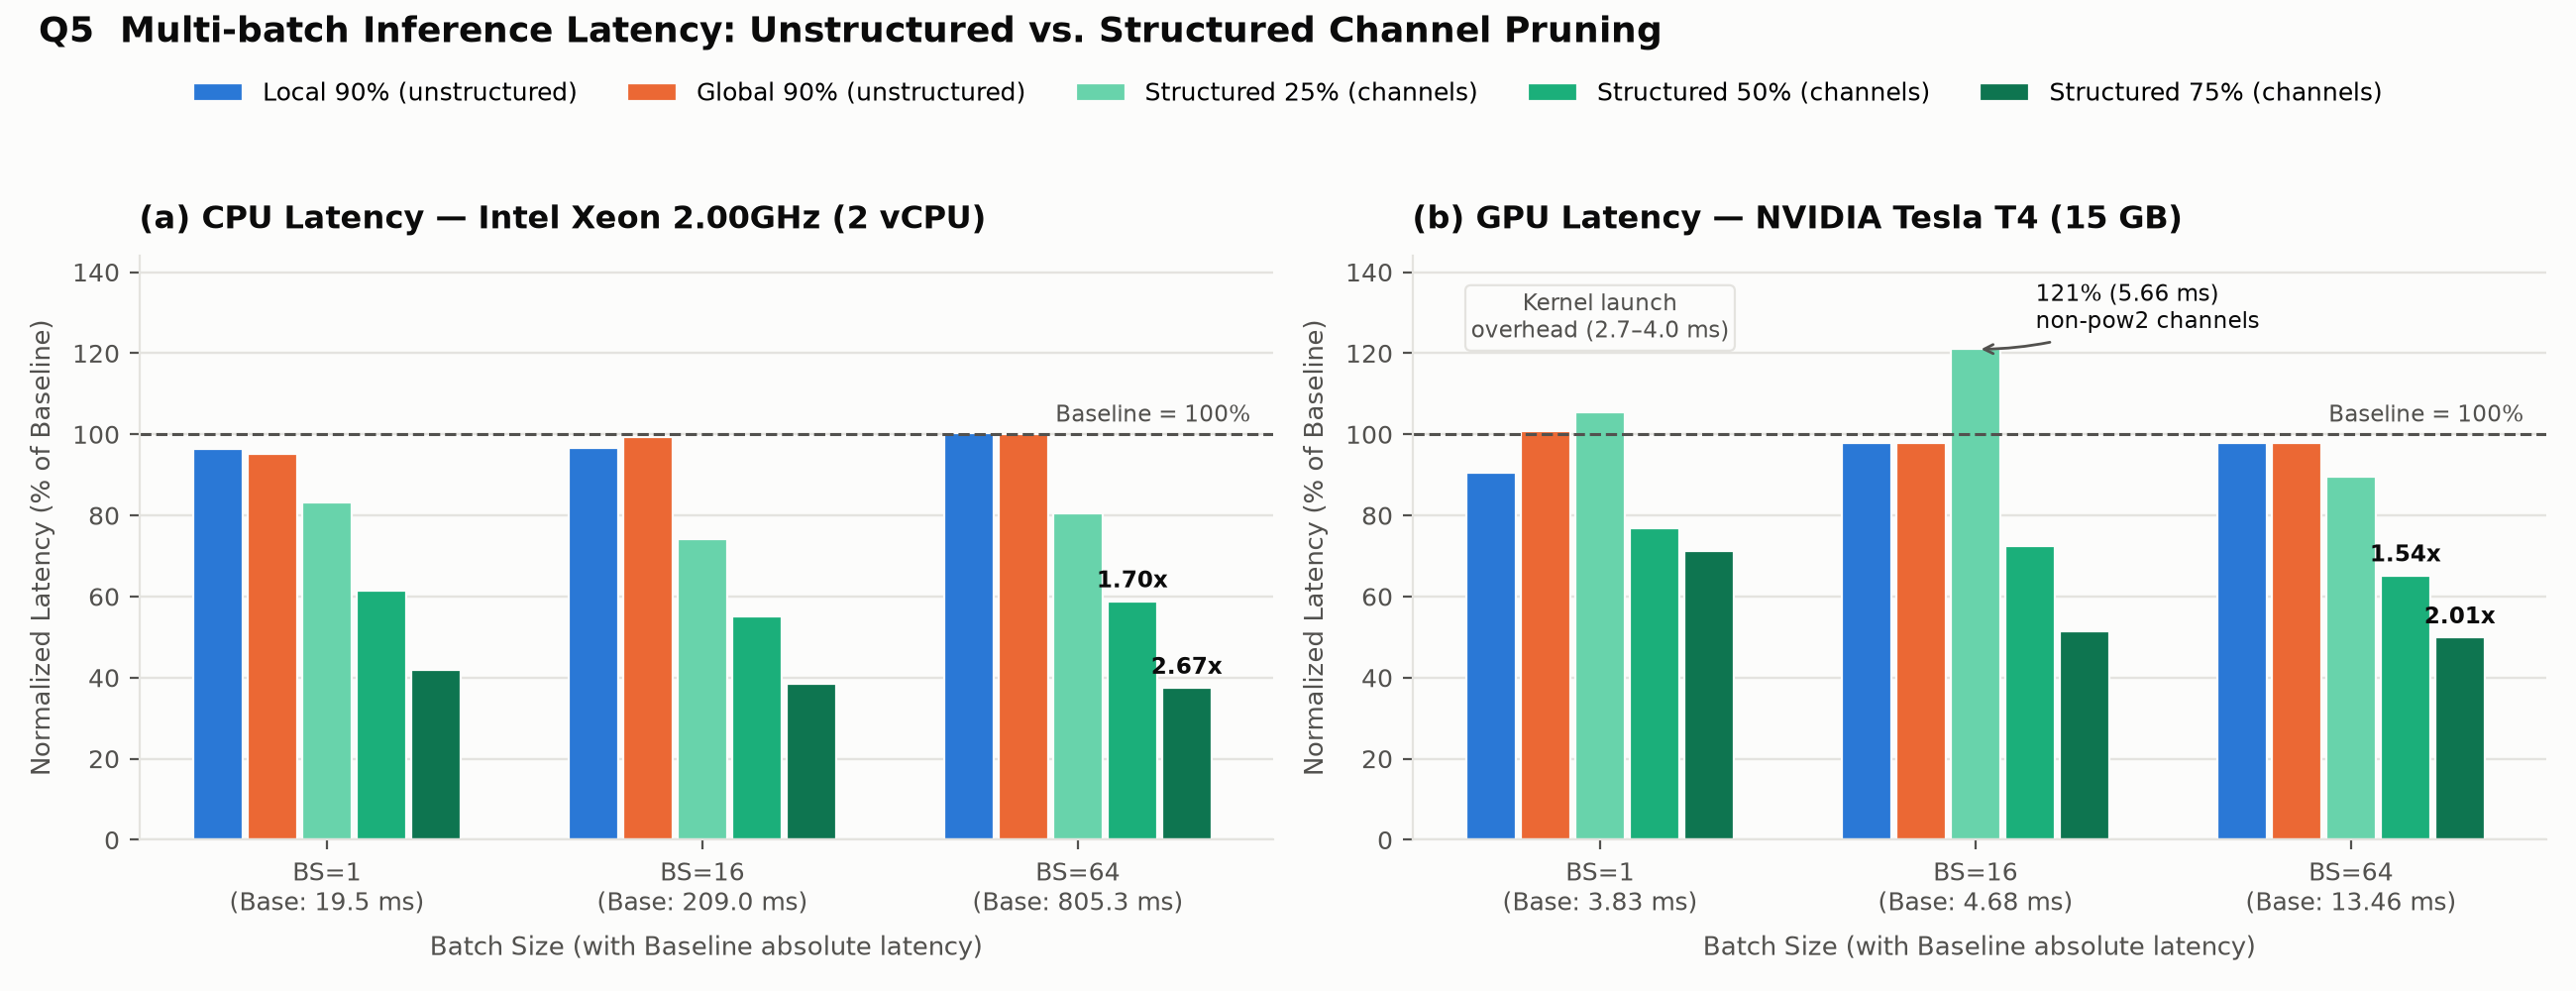 Q5 Multi-batch Inference Latency: Unstructured vs. Structured Channel Pruning
Local 90% (unstructured)
Global 90% (unstructured)
Structured 25% (channels)
Structured 50% (channels)
Structured 75% (channels)
(a) CPU Latency — Intel Xeon 2.00GHz (2 vCPU)
Normalized Latency (% of Baseline)
140
120
100
80
60
40
20
0
Baseline = 100%
1.70x
2.67x
BS=1
(Base: 19.5 ms)
BS=16
(Base: 209.0 ms)
BS=64
(Base: 805.3 ms)
Batch Size (with Baseline absolute latency)
(b) GPU Latency — NVIDIA Tesla T4 (15 GB)
Normalized Latency (% of Baseline)
140
120
100
80
60
40
20
0
Kernel launch
overhead (2.7–4.0 ms)
121% (5.66 ms)
non-pow2 channels
Baseline = 100%
1.54x
2.01x
BS=1
(Base: 3.83 ms)
BS=16
(Base: 4.68 ms)
BS=64
(Base: 13.46 ms)
Batch Size (with Baseline absolute latency)